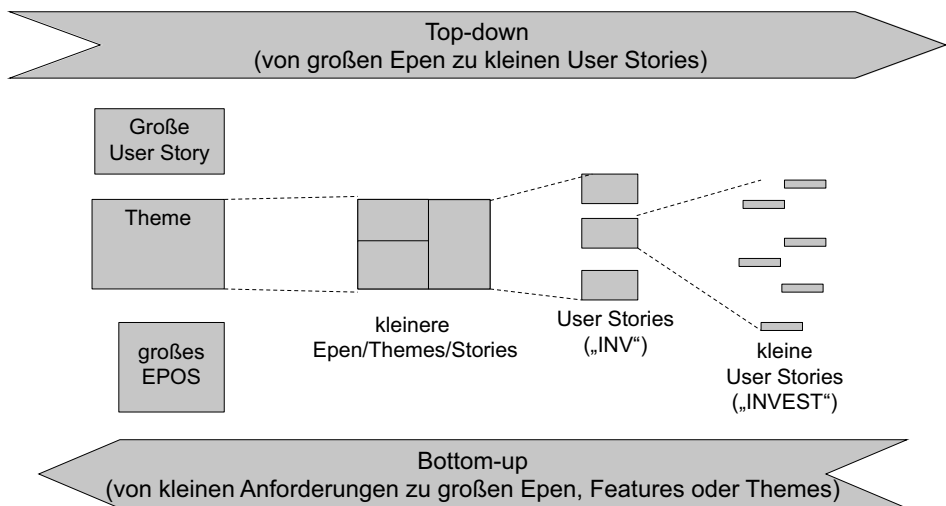 Top-down
(von großen Epen zu kleinen User Stories)
Große
User Story
Theme
großes
EPOS
kleinere
Epen/Themes/Stories
User Stories
(„INV“)
kleine
User Stories
(„INVEST“)
Bottom-up
(von kleinen Anforderungen zu großen Epen, Features oder Themes)